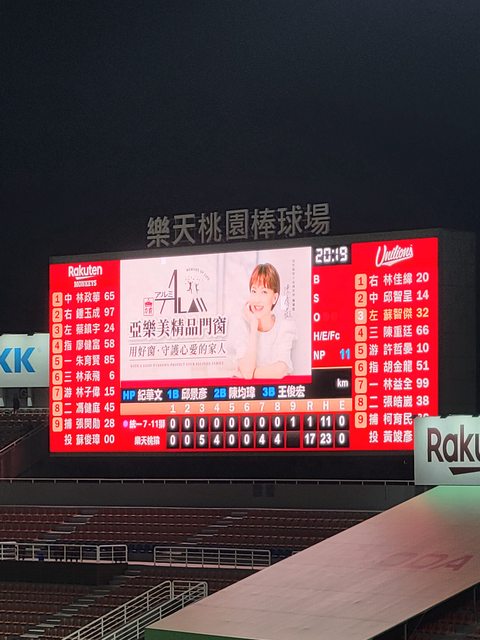 樂天桃園棒球場
20:19
Rakuten
MONKEYS
1 中 林政華 65
2 右 鍾玉成 97
3 左 蔡鎮宇 24
4 指 廖健富 58
5 一 朱育賢 85
6 三 林承飛 6
7 游 林子偉 15
8 二 馮健庭 45
9 捕 張閔勛 28
投 蘇俊璋 00
アルミ
亞樂美精品門窗
用好窗·守護心愛的家人
B
S
O
H/E/Fc
NP 11
km
Unions
1 右 林佳緯 20
2 中 邱智呈 14
3 左 蘇智傑 32
4 三 陳重廷 66
5 游 許哲晏 10
6 指 胡金龍 51
7 一 林益全 99
8 二 張皓崴 38
9 捕 柯育民
投 黃竣彥
HP 紀華文 1B 邱景彥 2B 陳均瑋 3B 王俊宏
1 2 3 4 5 6 7 8 9 R H E
統一7-11獅 0 0 0 0 0 0 0 0 1 1 11 0
樂天桃猿 0 0 5 4 0 0 4 4 17 23 0
KK
Raku